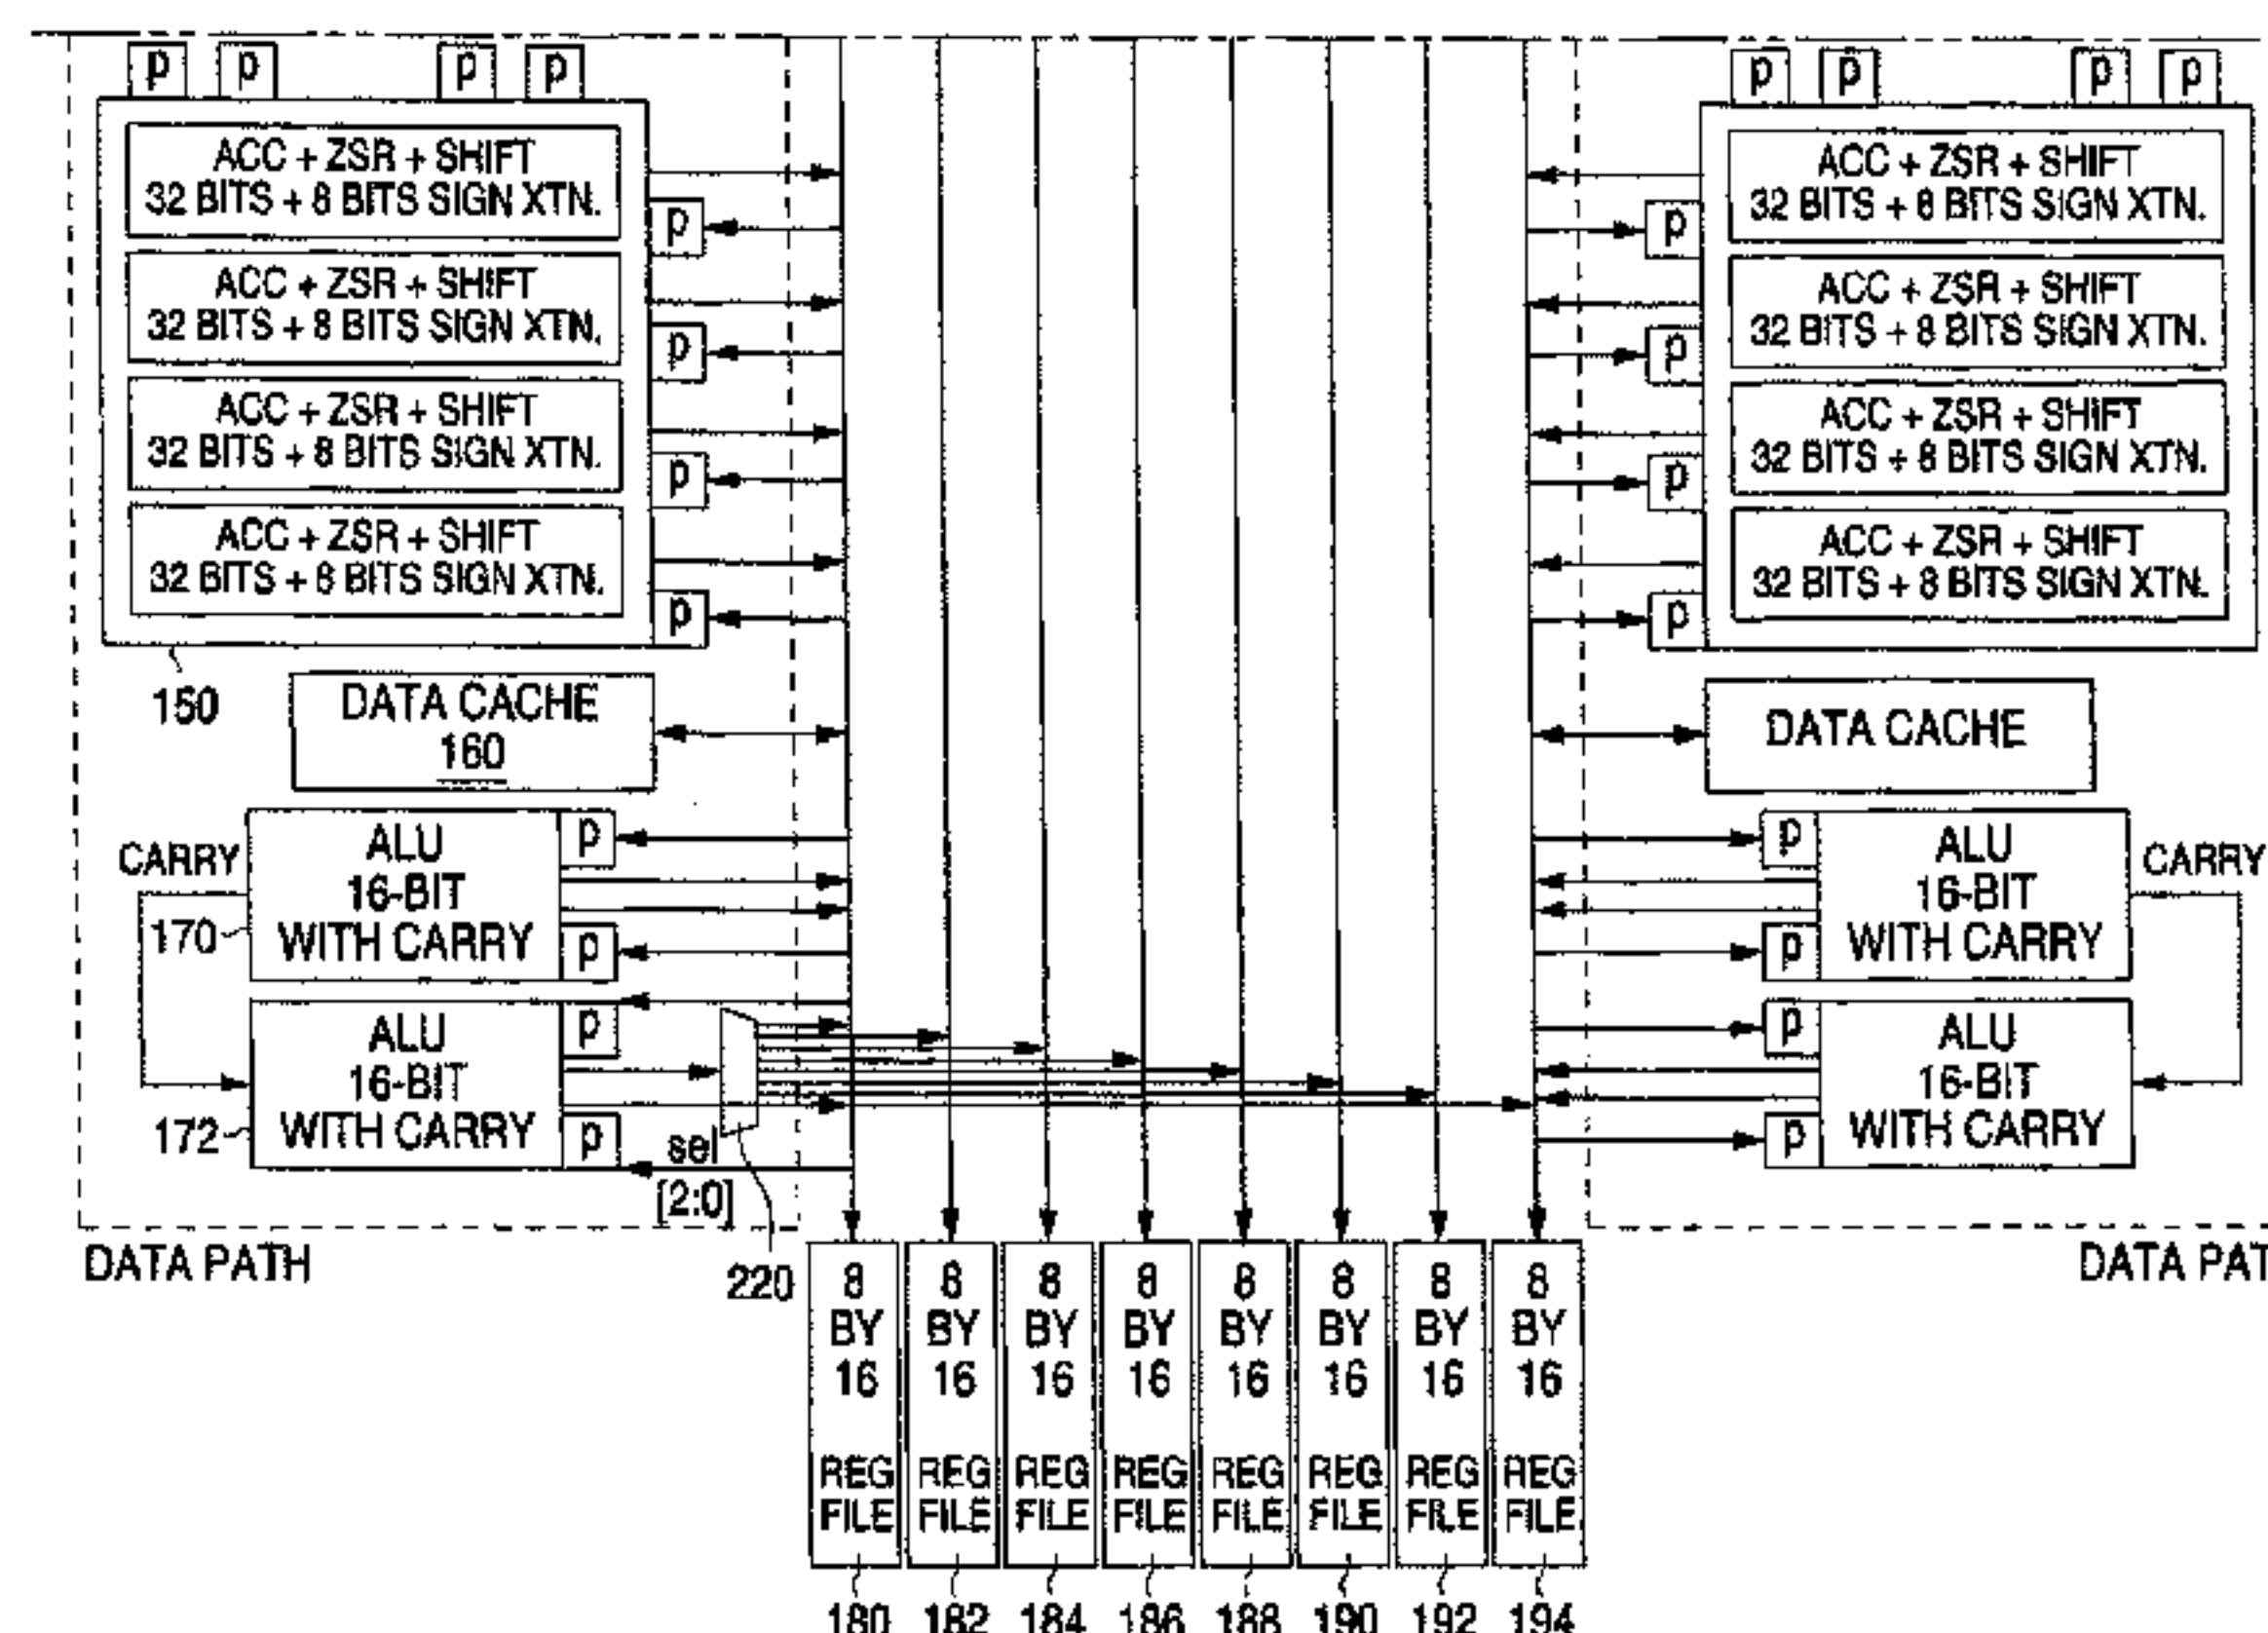 p p p p
ACC + ZSR + SHIFT
32 BITS + 8 BITS SIGN XTN.
p
ACC + ZSR + SHIFT
32 BITS + 8 BITS SIGN XTN.
p
ACC + ZSR + SHIFT
32 BITS + 8 BITS SIGN XTN.
p
ACC + ZSR + SHIFT
32 BITS + 8 BITS SIGN XTN.
p
150
DATA CACHE
160
CARRY
ALU
16-BIT
WITH CARRY
p
p
170
ALU
16-BIT
WITH CARRY
p
p
172
sel
[2:0]
220
DATA PATH
p p p p
ACC + ZSR + SHIFT
32 BITS + 8 BITS SIGN XTN.
p
ACC + ZSR + SHIFT
32 BITS + 8 BITS SIGN XTN.
p
ACC + ZSR + SHIFT
32 BITS + 8 BITS SIGN XTN.
p
ACC + ZSR + SHIFT
32 BITS + 8 BITS SIGN XTN.
p
DATA CACHE
p
p
ALU
16-BIT
WITH CARRY
CARRY
p
p
ALU
16-BIT
WITH CARRY
DATA PAT
8 8 8 8 8 8 8 8
BY BY BY BY BY BY BY BY
16 16 16 16 16 16 16 16
REG REG REG REG REG REG REG REG
FILE FILE FILE FILE FILE FILE FILE FILE
180 182 184 186 188 190 192 194